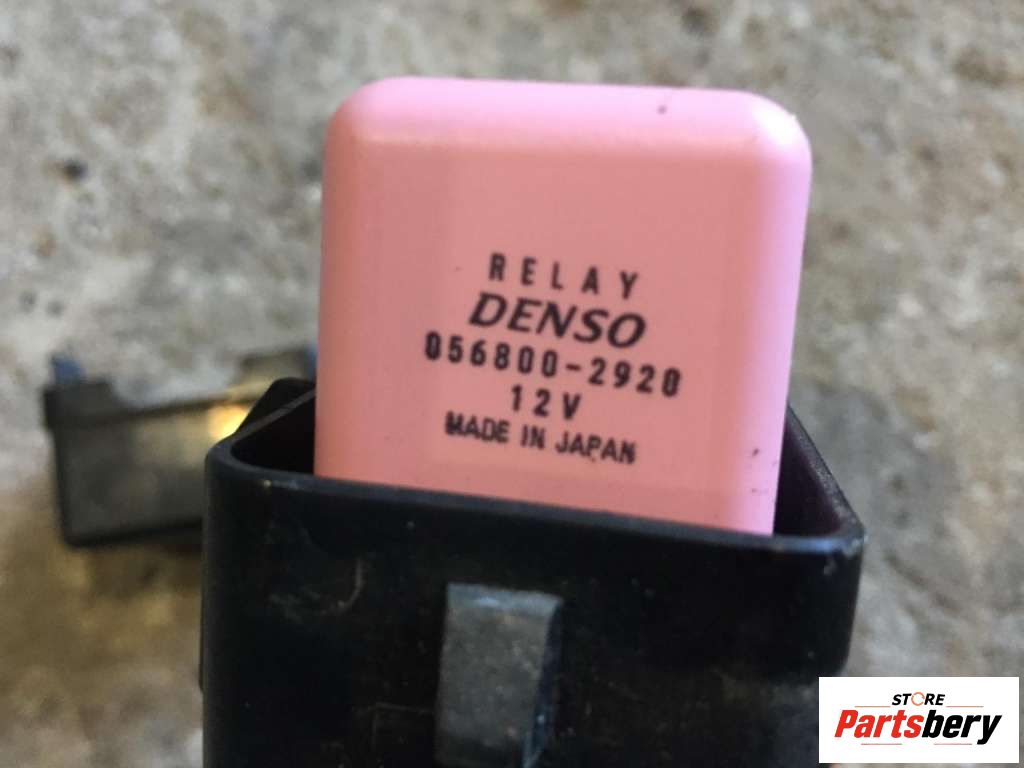 RELAY
DENSO
056800-2920
12V
MADE IN JAPAN
STORE
Partsbery